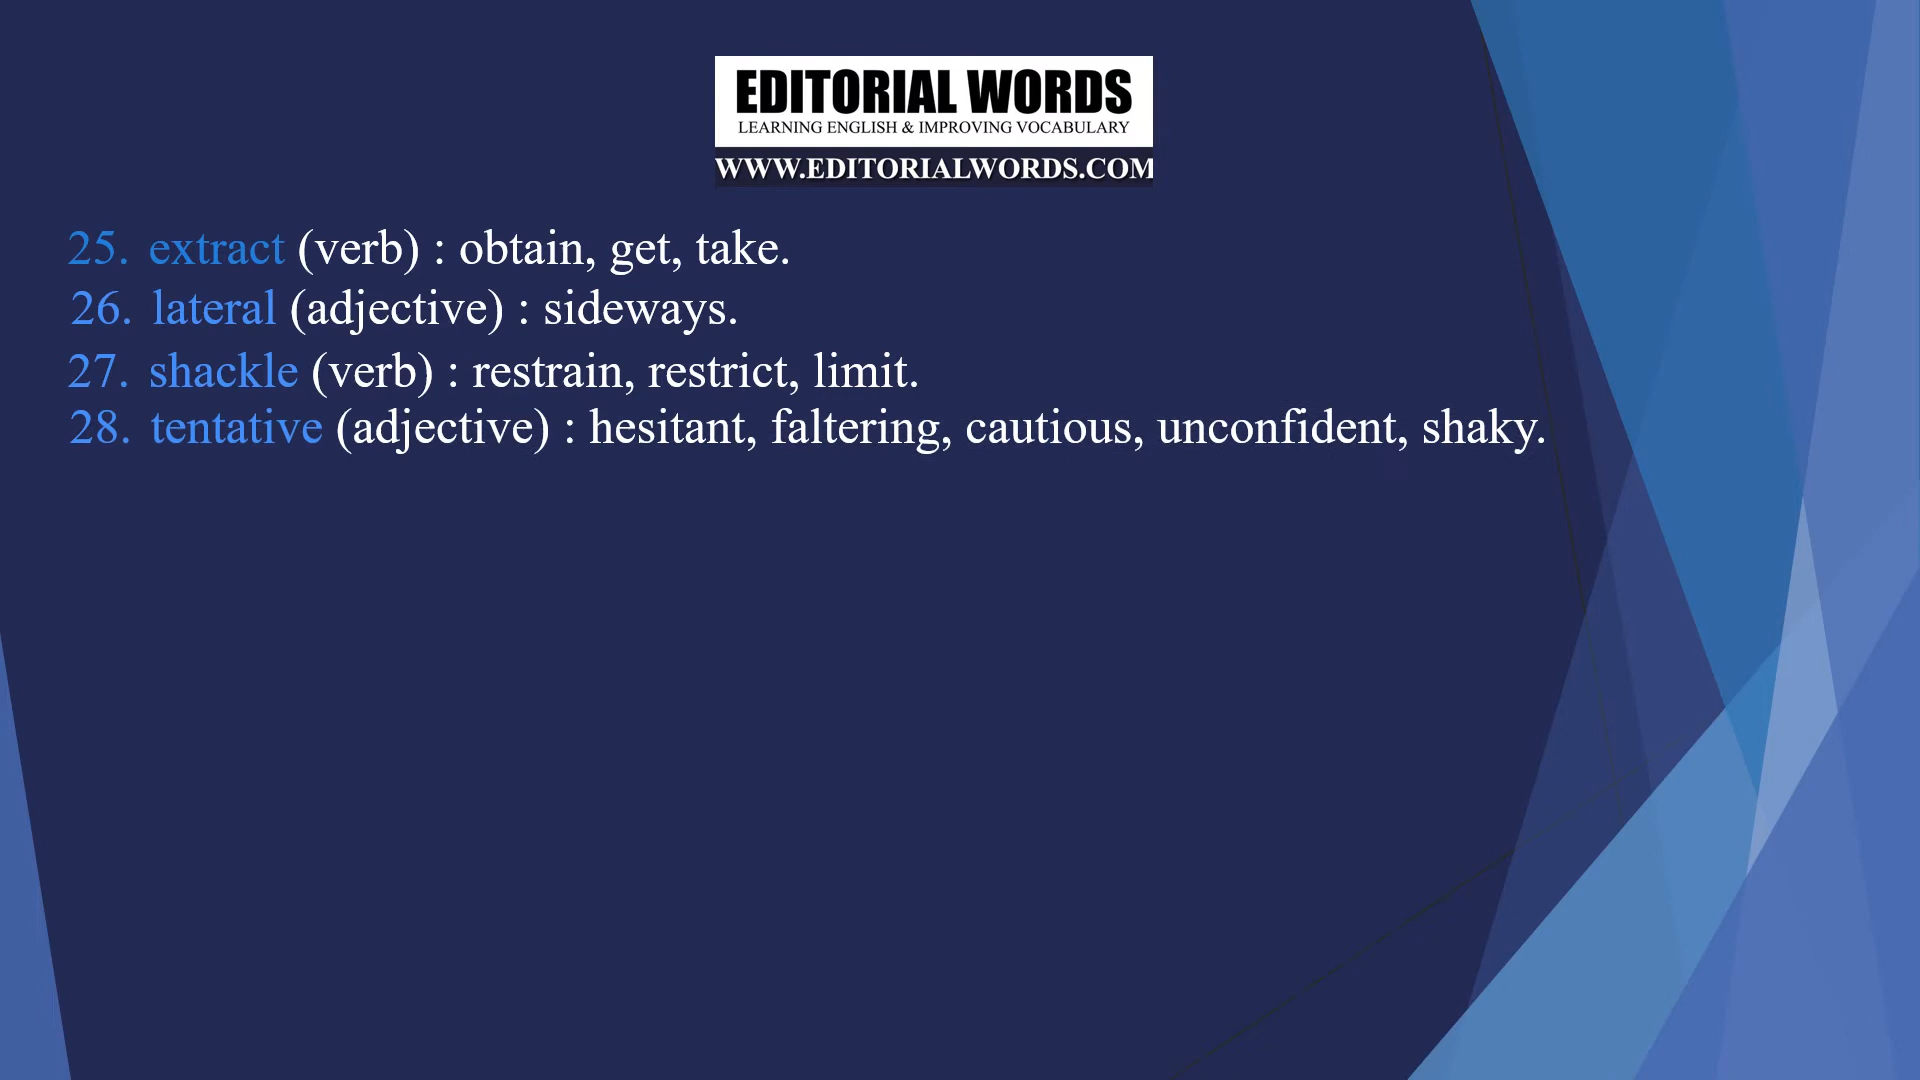 EDITORIAL WORDS
LEARNING ENGLISH & IMPROVING VOCABULARY
WWW.EDITORIALWORDS.COM
25. extract (verb) : obtain, get, take.
26. lateral (adjective) : sideways.
27. shackle (verb) : restrain, restrict, limit.
28. tentative (adjective) : hesitant, faltering, cautious, unconfident, shaky.